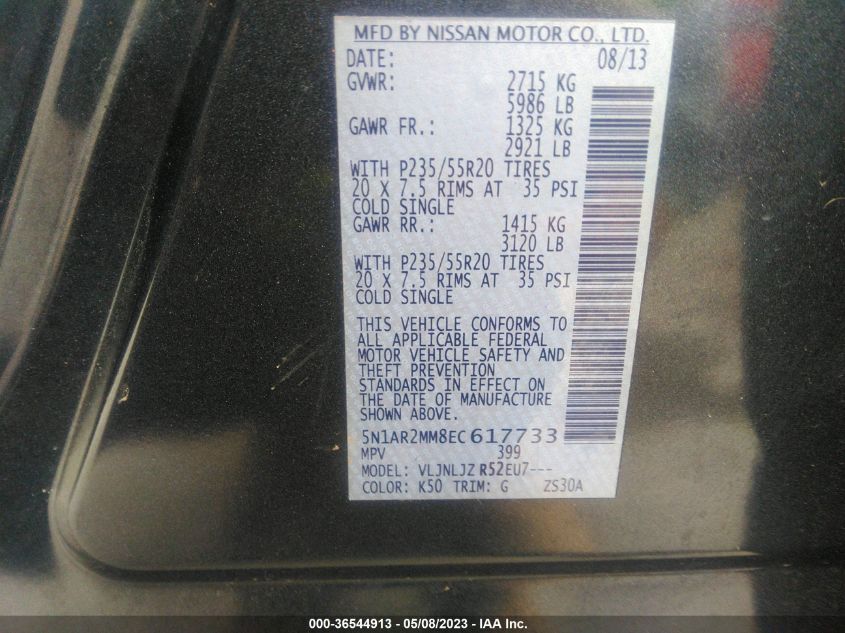 MFD BY NISSAN MOTOR CO., LTD.
DATE: 08/13
GVWR: 2715 KG
5986 LB
GAWR FR.: 1325 KG
2921 LB
WITH P235/55R20 TIRES
20 X 7.5 RIMS AT 35 PSI
COLD SINGLE
GAWR RR.: 1415 KG
3120 LB
WITH P235/55R20 TIRES
20 X 7.5 RIMS AT 35 PSI
COLD SINGLE
THIS VEHICLE CONFORMS TO
ALL APPLICABLE FEDERAL
MOTOR VEHICLE SAFETY AND
THEFT PREVENTION
STANDARDS IN EFFECT ON
THE DATE OF MANUFACTURE
SHOWN ABOVE.
5N1AR2MM8EC617733
MPV 399
MODEL: VLJNLJZ R52EU7---
COLOR: K50 TRIM: G ZS30A
000-36544913 - 05/08/2023 - IAA Inc.